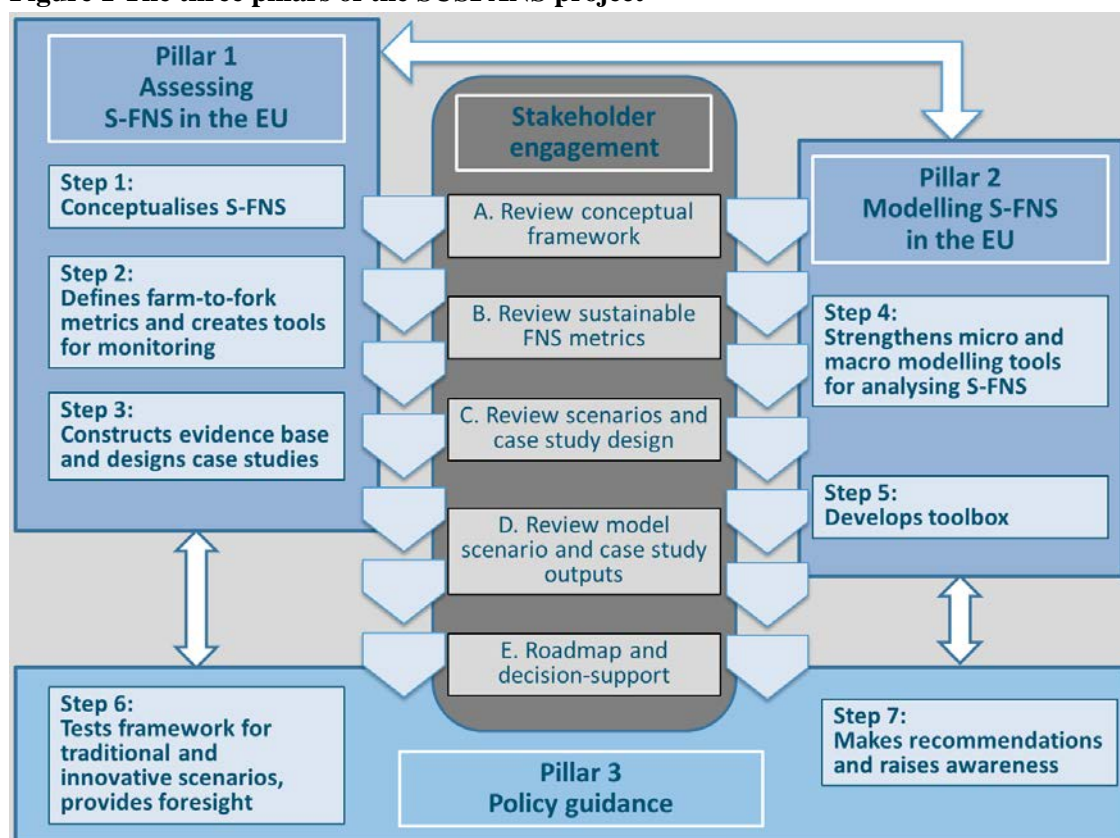 Figure 1 The three pillars of the SUSFANS project
Pillar 1
Assessing
S-FNS in the EU
Step 1:
Conceptualises S-FNS
Step 2:
Defines farm-to-fork
metrics and creates tools
for monitoring
Step 3:
Constructs evidence base
and designs case studies
Stakeholder
engagement
A. Review conceptual
framework
B. Review sustainable
FNS metrics
C. Review scenarios and
case study design
D. Review model
scenario and case study
outputs
E. Roadmap and
decision-support
Pillar 2
Modelling S-FNS
in the EU
Step 4:
Strengthens micro and
macro modelling tools
for analysing S-FNS
Step 5:
Develops toolbox
Step 6:
Tests framework for
traditional and
innovative scenarios,
provides foresight
Pillar 3
Policy guidance
Step 7:
Makes recommendations
and raises awareness